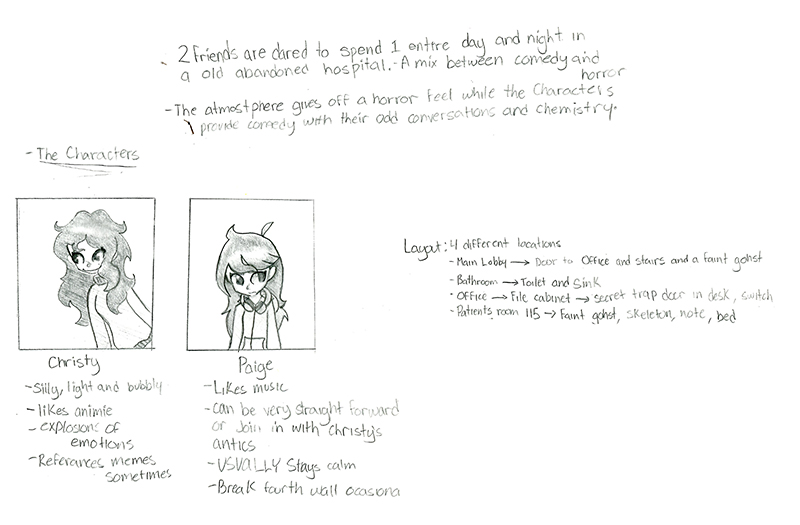 - 2 friends are dared to spend 1 entire day and night in
a old abandoned hospital. - A mix between comedy and
horror
- The atmostphere gives off a horror feel while the Characters
provide comedy with their odd conversations and chemistry.
- The Characters
Christy
- Silly, light and bubbly
- likes animie
- explosions of
emotions
- Referances memes
sometimes
Paige
- Likes music
- can be very straight forward
or Join in with Christy's
antics
- USUALLY Stays calm
- Break fourth wall ocasiona
Layout: 4 different locations
- Main Lobby → Door to Office and stairs and a faint gohst
- Bathroom → Toilet and Sink
- Office → File cabinet → secret trap door in desk, switch
- Patients room 115 → Faint gohst, skeleton, note, bed